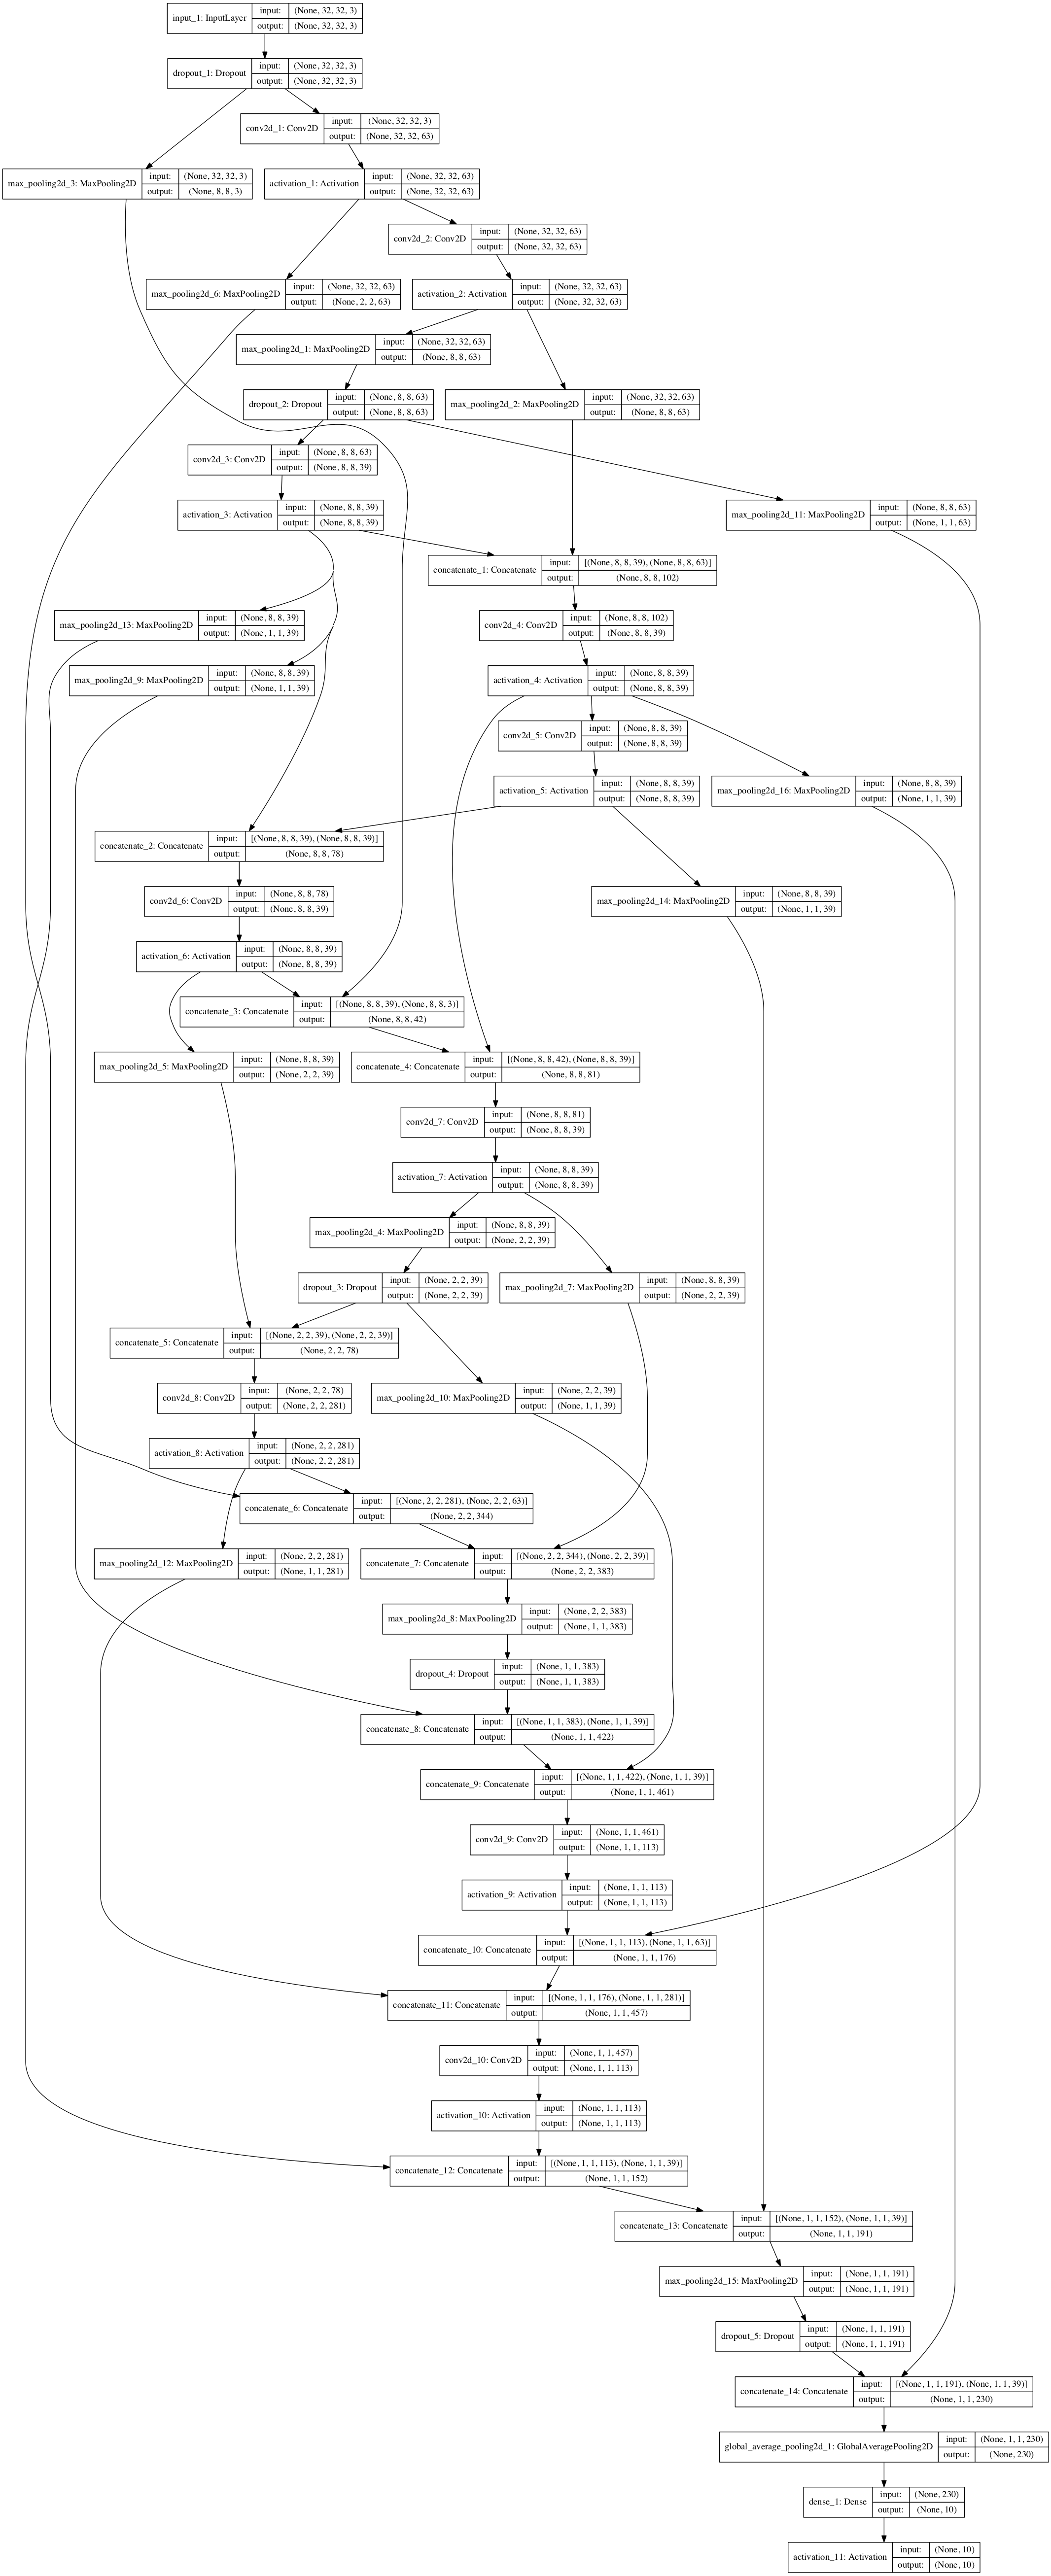 input_1: InputLayer
input: (None, 32, 32, 3)
output: (None, 32, 32, 3)
dropout_1: Dropout
input: (None, 32, 32, 3)
output: (None, 32, 32, 3)
conv2d_1: Conv2D
input: (None, 32, 32, 3)
output: (None, 32, 32, 63)
max_pooling2d_3: MaxPooling2D
input: (None, 32, 32, 3)
output: (None, 8, 8, 3)
activation_1: Activation
input: (None, 32, 32, 63)
output: (None, 32, 32, 63)
conv2d_2: Conv2D
input: (None, 32, 32, 63)
output: (None, 32, 32, 63)
max_pooling2d_6: MaxPooling2D
input: (None, 32, 32, 63)
output: (None, 2, 2, 63)
activation_2: Activation
input: (None, 32, 32, 63)
output: (None, 32, 32, 63)
max_pooling2d_1: MaxPooling2D
input: (None, 32, 32, 63)
output: (None, 8, 8, 63)
dropout_2: Dropout
input: (None, 8, 8, 63)
output: (None, 8, 8, 63)
max_pooling2d_2: MaxPooling2D
input: (None, 32, 32, 63)
output: (None, 8, 8, 63)
conv2d_3: Conv2D
input: (None, 8, 8, 63)
output: (None, 8, 8, 39)
activation_3: Activation
input: (None, 8, 8, 39)
output: (None, 8, 8, 39)
max_pooling2d_11: MaxPooling2D
input: (None, 8, 8, 63)
output: (None, 1, 1, 63)
concatenate_1: Concatenate
input: [(None, 8, 8, 39), (None, 8, 8, 63)]
output: (None, 8, 8, 102)
max_pooling2d_13: MaxPooling2D
input: (None, 8, 8, 39)
output: (None, 1, 1, 39)
conv2d_4: Conv2D
input: (None, 8, 8, 102)
output: (None, 8, 8, 39)
max_pooling2d_9: MaxPooling2D
input: (None, 8, 8, 39)
output: (None, 1, 1, 39)
activation_4: Activation
input: (None, 8, 8, 39)
output: (None, 8, 8, 39)
conv2d_5: Conv2D
input: (None, 8, 8, 39)
output: (None, 8, 8, 39)
activation_5: Activation
input: (None, 8, 8, 39)
output: (None, 8, 8, 39)
max_pooling2d_16: MaxPooling2D
input: (None, 8, 8, 39)
output: (None, 1, 1, 39)
concatenate_2: Concatenate
input: [(None, 8, 8, 39), (None, 8, 8, 39)]
output: (None, 8, 8, 78)
conv2d_6: Conv2D
input: (None, 8, 8, 78)
output: (None, 8, 8, 39)
max_pooling2d_14: MaxPooling2D
input: (None, 8, 8, 39)
output: (None, 1, 1, 39)
activation_6: Activation
input: (None, 8, 8, 39)
output: (None, 8, 8, 39)
concatenate_3: Concatenate
input: [(None, 8, 8, 39), (None, 8, 8, 3)]
output: (None, 8, 8, 42)
max_pooling2d_5: MaxPooling2D
input: (None, 8, 8, 39)
output: (None, 2, 2, 39)
concatenate_4: Concatenate
input: [(None, 8, 8, 42), (None, 8, 8, 39)]
output: (None, 8, 8, 81)
conv2d_7: Conv2D
input: (None, 8, 8, 81)
output: (None, 8, 8, 39)
activation_7: Activation
input: (None, 8, 8, 39)
output: (None, 8, 8, 39)
max_pooling2d_4: MaxPooling2D
input: (None, 8, 8, 39)
output: (None, 2, 2, 39)
dropout_3: Dropout
input: (None, 2, 2, 39)
output: (None, 2, 2, 39)
max_pooling2d_7: MaxPooling2D
input: (None, 8, 8, 39)
output: (None, 2, 2, 39)
concatenate_5: Concatenate
input: [(None, 2, 2, 39), (None, 2, 2, 39)]
output: (None, 2, 2, 78)
conv2d_8: Conv2D
input: (None, 2, 2, 78)
output: (None, 2, 2, 281)
max_pooling2d_10: MaxPooling2D
input: (None, 2, 2, 39)
output: (None, 1, 1, 39)
activation_8: Activation
input: (None, 2, 2, 281)
output: (None, 2, 2, 281)
concatenate_6: Concatenate
input: [(None, 2, 2, 281), (None, 2, 2, 63)]
output: (None, 2, 2, 344)
max_pooling2d_12: MaxPooling2D
input: (None, 2, 2, 281)
output: (None, 1, 1, 281)
concatenate_7: Concatenate
input: [(None, 2, 2, 344), (None, 2, 2, 39)]
output: (None, 2, 2, 383)
max_pooling2d_8: MaxPooling2D
input: (None, 2, 2, 383)
output: (None, 1, 1, 383)
dropout_4: Dropout
input: (None, 1, 1, 383)
output: (None, 1, 1, 383)
concatenate_8: Concatenate
input: [(None, 1, 1, 383), (None, 1, 1, 39)]
output: (None, 1, 1, 422)
concatenate_9: Concatenate
input: [(None, 1, 1, 422), (None, 1, 1, 39)]
output: (None, 1, 1, 461)
conv2d_9: Conv2D
input: (None, 1, 1, 461)
output: (None, 1, 1, 113)
activation_9: Activation
input: (None, 1, 1, 113)
output: (None, 1, 1, 113)
concatenate_10: Concatenate
input: [(None, 1, 1, 113), (None, 1, 1, 63)]
output: (None, 1, 1, 176)
concatenate_11: Concatenate
input: [(None, 1, 1, 176), (None, 1, 1, 281)]
output: (None, 1, 1, 457)
conv2d_10: Conv2D
input: (None, 1, 1, 457)
output: (None, 1, 1, 113)
activation_10: Activation
input: (None, 1, 1, 113)
output: (None, 1, 1, 113)
concatenate_12: Concatenate
input: [(None, 1, 1, 113), (None, 1, 1, 39)]
output: (None, 1, 1, 152)
concatenate_13: Concatenate
input: [(None, 1, 1, 152), (None, 1, 1, 39)]
output: (None, 1, 1, 191)
max_pooling2d_15: MaxPooling2D
input: (None, 1, 1, 191)
output: (None, 1, 1, 191)
dropout_5: Dropout
input: (None, 1, 1, 191)
output: (None, 1, 1, 191)
concatenate_14: Concatenate
input: [(None, 1, 1, 191), (None, 1, 1, 39)]
output: (None, 1, 1, 230)
global_average_pooling2d_1: GlobalAveragePooling2D
input: (None, 1, 1, 230)
output: (None, 230)
dense_1: Dense
input: (None, 230)
output: (None, 10)
activation_11: Activation
input: (None, 10)
output: (None, 10)